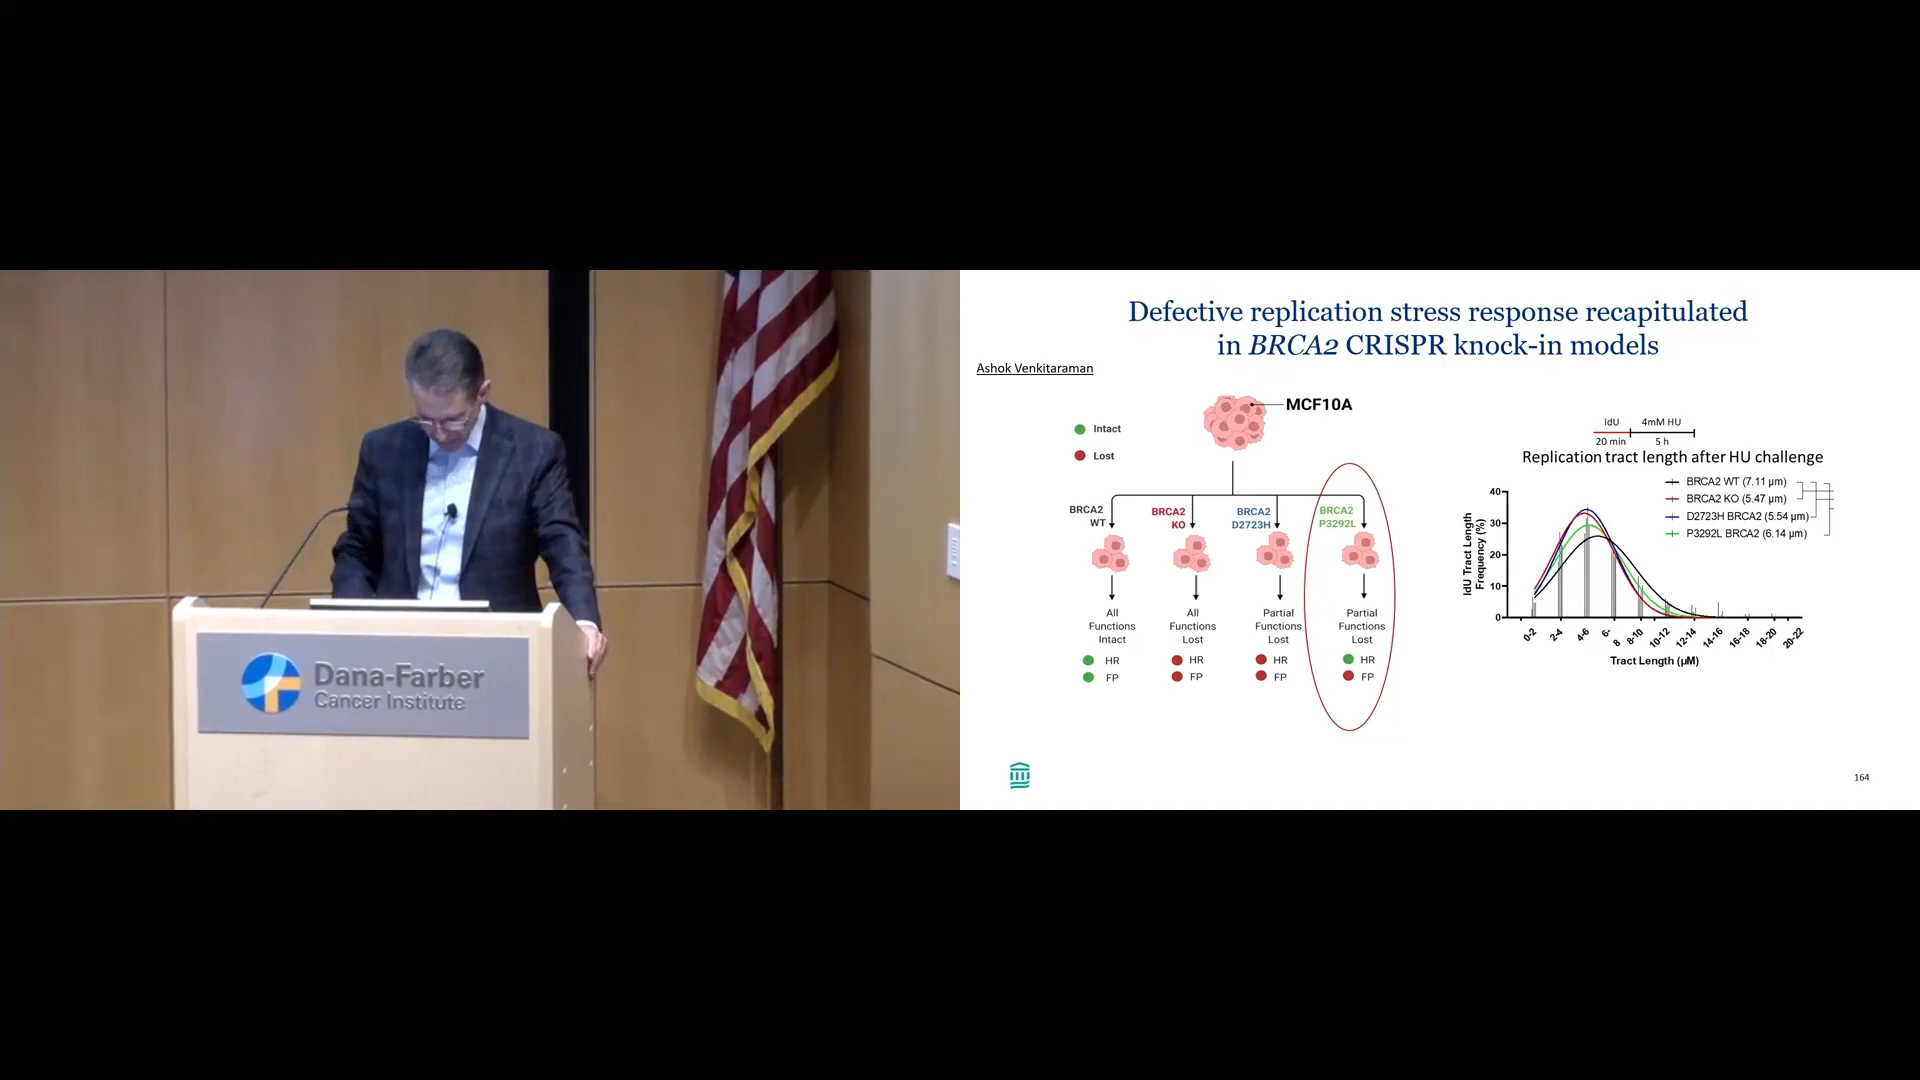 Dana-Farber
Cancer Institute
Defective replication stress response recapitulated
in BRCA2 CRISPR knock-in models
Ashok Venkitaraman
MCF10A
Intact
Lost
BRCA2
WT
BRCA2
KO
BRCA2
D2723H
BRCA2
P3292L
All
Functions
Intact
All
Functions
Lost
Partial
Functions
Lost
Partial
Functions
Lost
HR
FP
HR
FP
HR
FP
HR
FP
IdU
4mM HU
20 min
5 h
Replication tract length after HU challenge
BRCA2 WT (7.11 µm)
BRCA2 KO (5.47 µm)
D2723H BRCA2 (5.54 µm)
P3292L BRCA2 (6.14 µm)
IdU Tract Length
Frequency (%)
40
30
20
10
0
0-2
2-4
4-6
6-
8
8-10
10-12
12-14
14-16
16-18
18-20
20-22
Tract Length (µM)
164